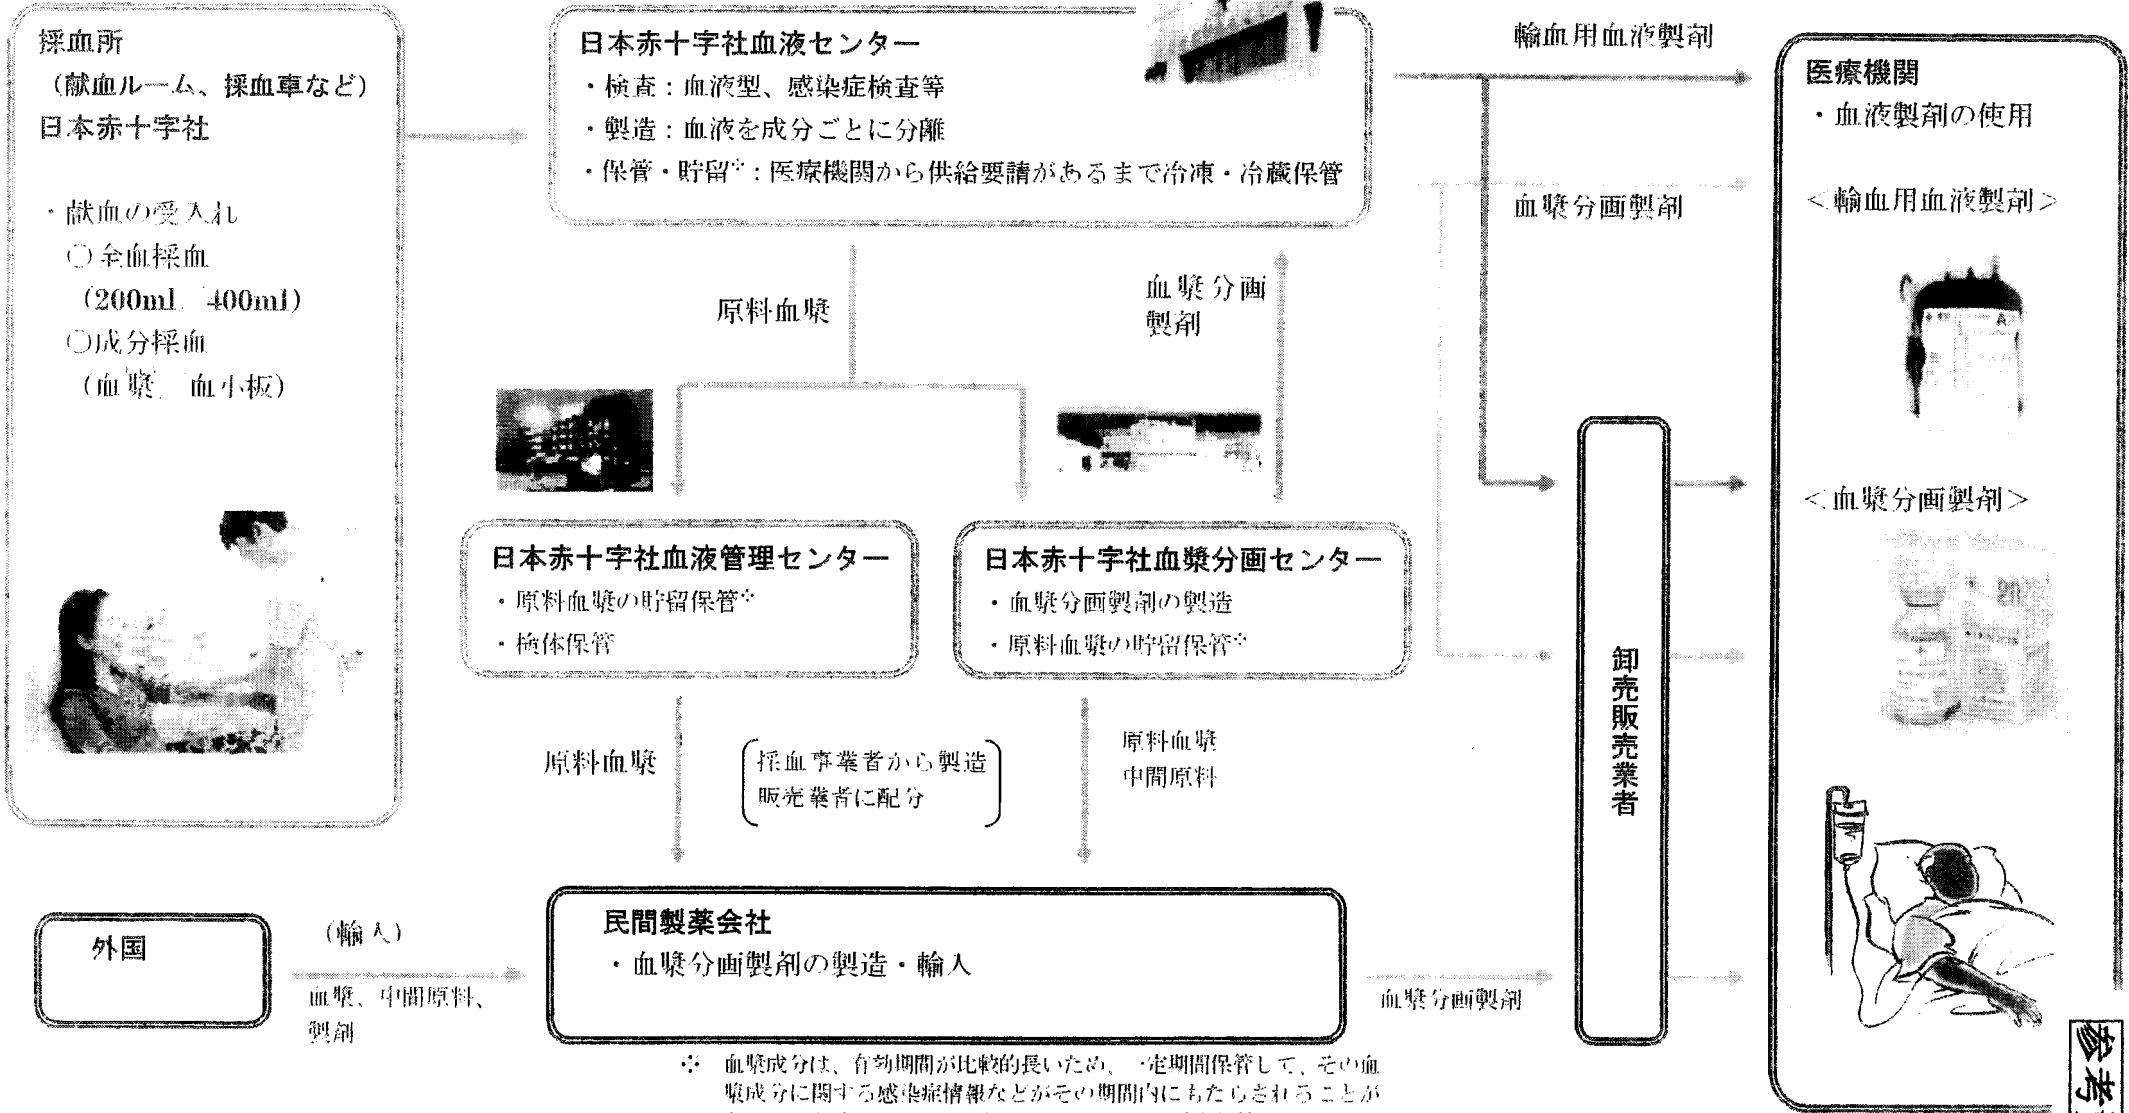 採血所
（献血ルーム、採血車など）
日本赤十字社
・献血の受入れ
○全血採血
（200ml、400ml）
○成分採血
（血漿、血小板）
日本赤十字社血液センター
・検査：血液型、感染症検査等
・製造：血液を成分ごとに分離
・保管・貯留※：医療機関から供給要請があるまで冷凍・冷蔵保管
輸血用血液製剤
血漿分画製剤
原料血漿
血漿分画
製剤
日本赤十字社血液管理センター
・原料血漿の貯留保管※
・検体保管
日本赤十字社血漿分画センター
・血漿分画製剤の製造
・原料血漿の貯留保管※
原料血漿
採血事業者から製造
販売業者に配分
原料血漿
中間原料
外国
（輸入）
血漿、中間原料、
製剤
民間製薬会社
・血漿分画製剤の製造・輸入
血漿分画製剤
卸売販売業者
医療機関
・血液製剤の使用
＜輸血用血液製剤＞
A
＜血漿分画製剤＞
※ 血漿成分は、有効期間が比較的長いため、一定期間保管して、その血
漿成分に関する感染症情報などがその期間内にもたらされることが
参考